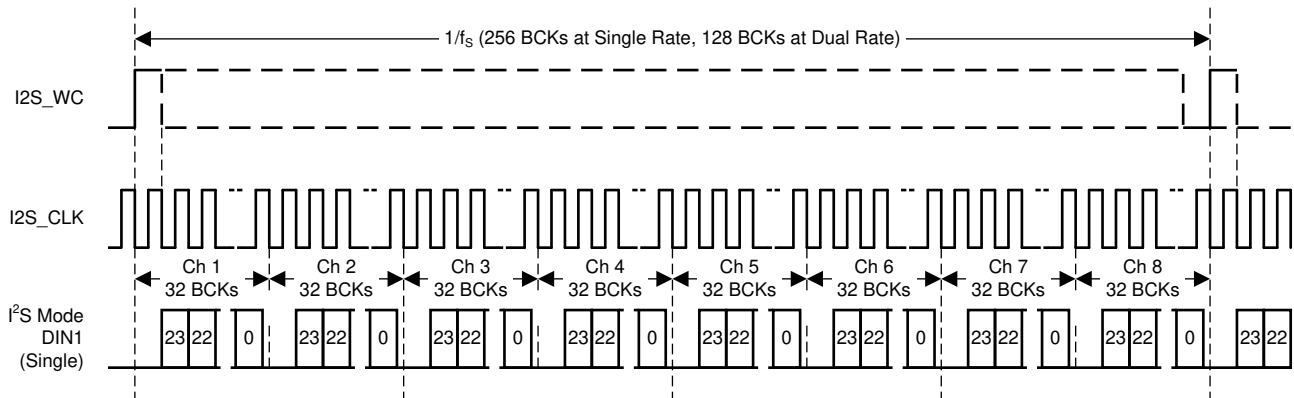 1/fS (256 BCKs at Single Rate, 128 BCKs at Dual Rate)
I2S_WC
I2S_CLK
Ch 1 Ch 2 Ch 3 Ch 4 Ch 5 Ch 6 Ch 7 Ch 8
32 BCKs 32 BCKs 32 BCKs 32 BCKs 32 BCKs 32 BCKs 32 BCKs 32 BCKs
I²S Mode
DIN1
(Single)
23 22 0 23 22 0 23 22 0 23 22 0 23 22 0 23 22 0 23 22 0 23 22 0 23 22